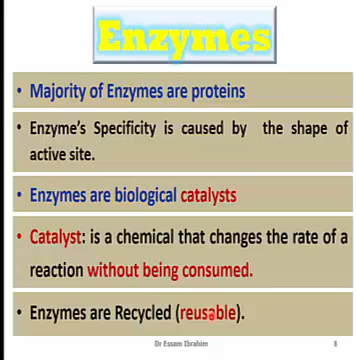 Enzymes
• Majority of Enzymes are proteins
• Enzyme's Specificity is caused by the shape of
active site.
• Enzymes are biological catalysts
• Catalyst: is a chemical that changes the rate of a
reaction without being consumed.
• Enzymes are Recycled (reusable).
Dr Essam Ibrahim
8